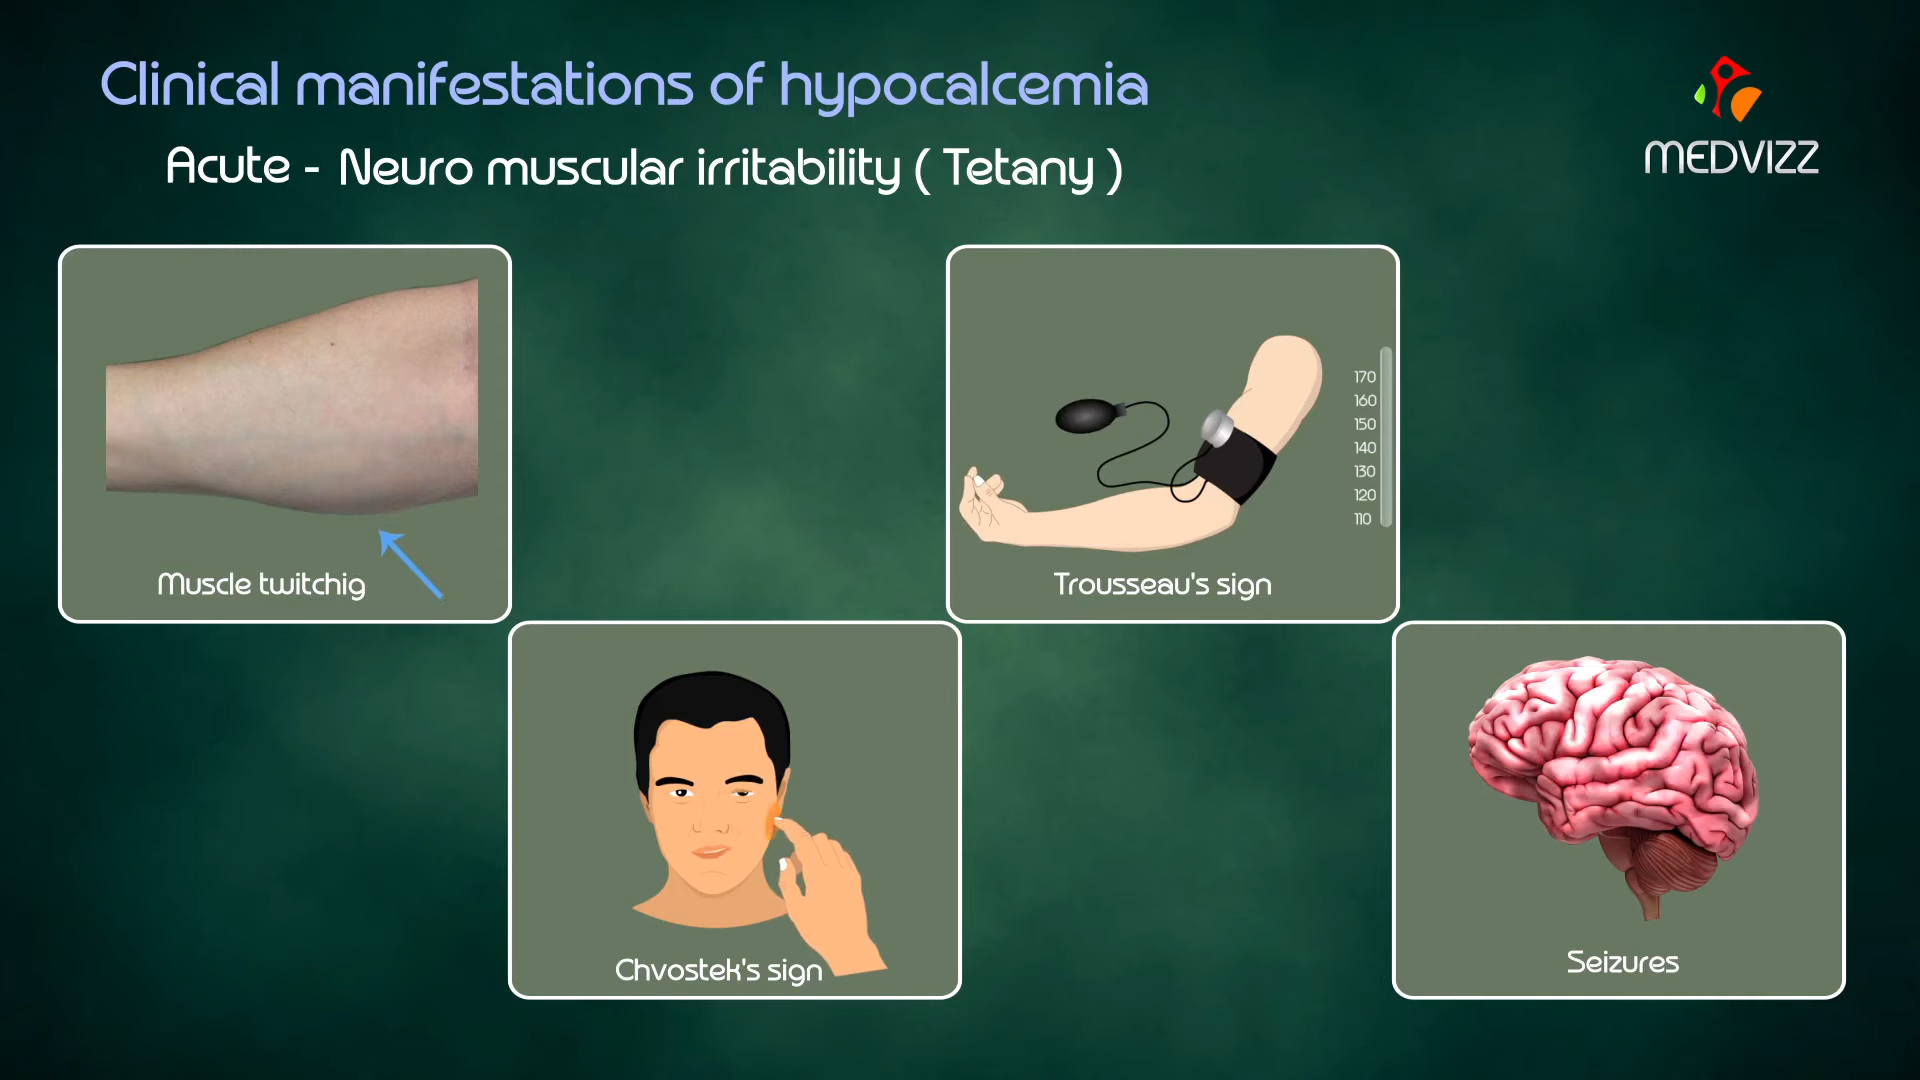 Clinical manifestations of hypocalcemia
Acute - Neuro muscular irritability ( Tetany )
MEDVIZZ
Muscle twitchig
170
160
150
140
130
120
110
Trousseau's sign
Chvostek's sign
Seizures